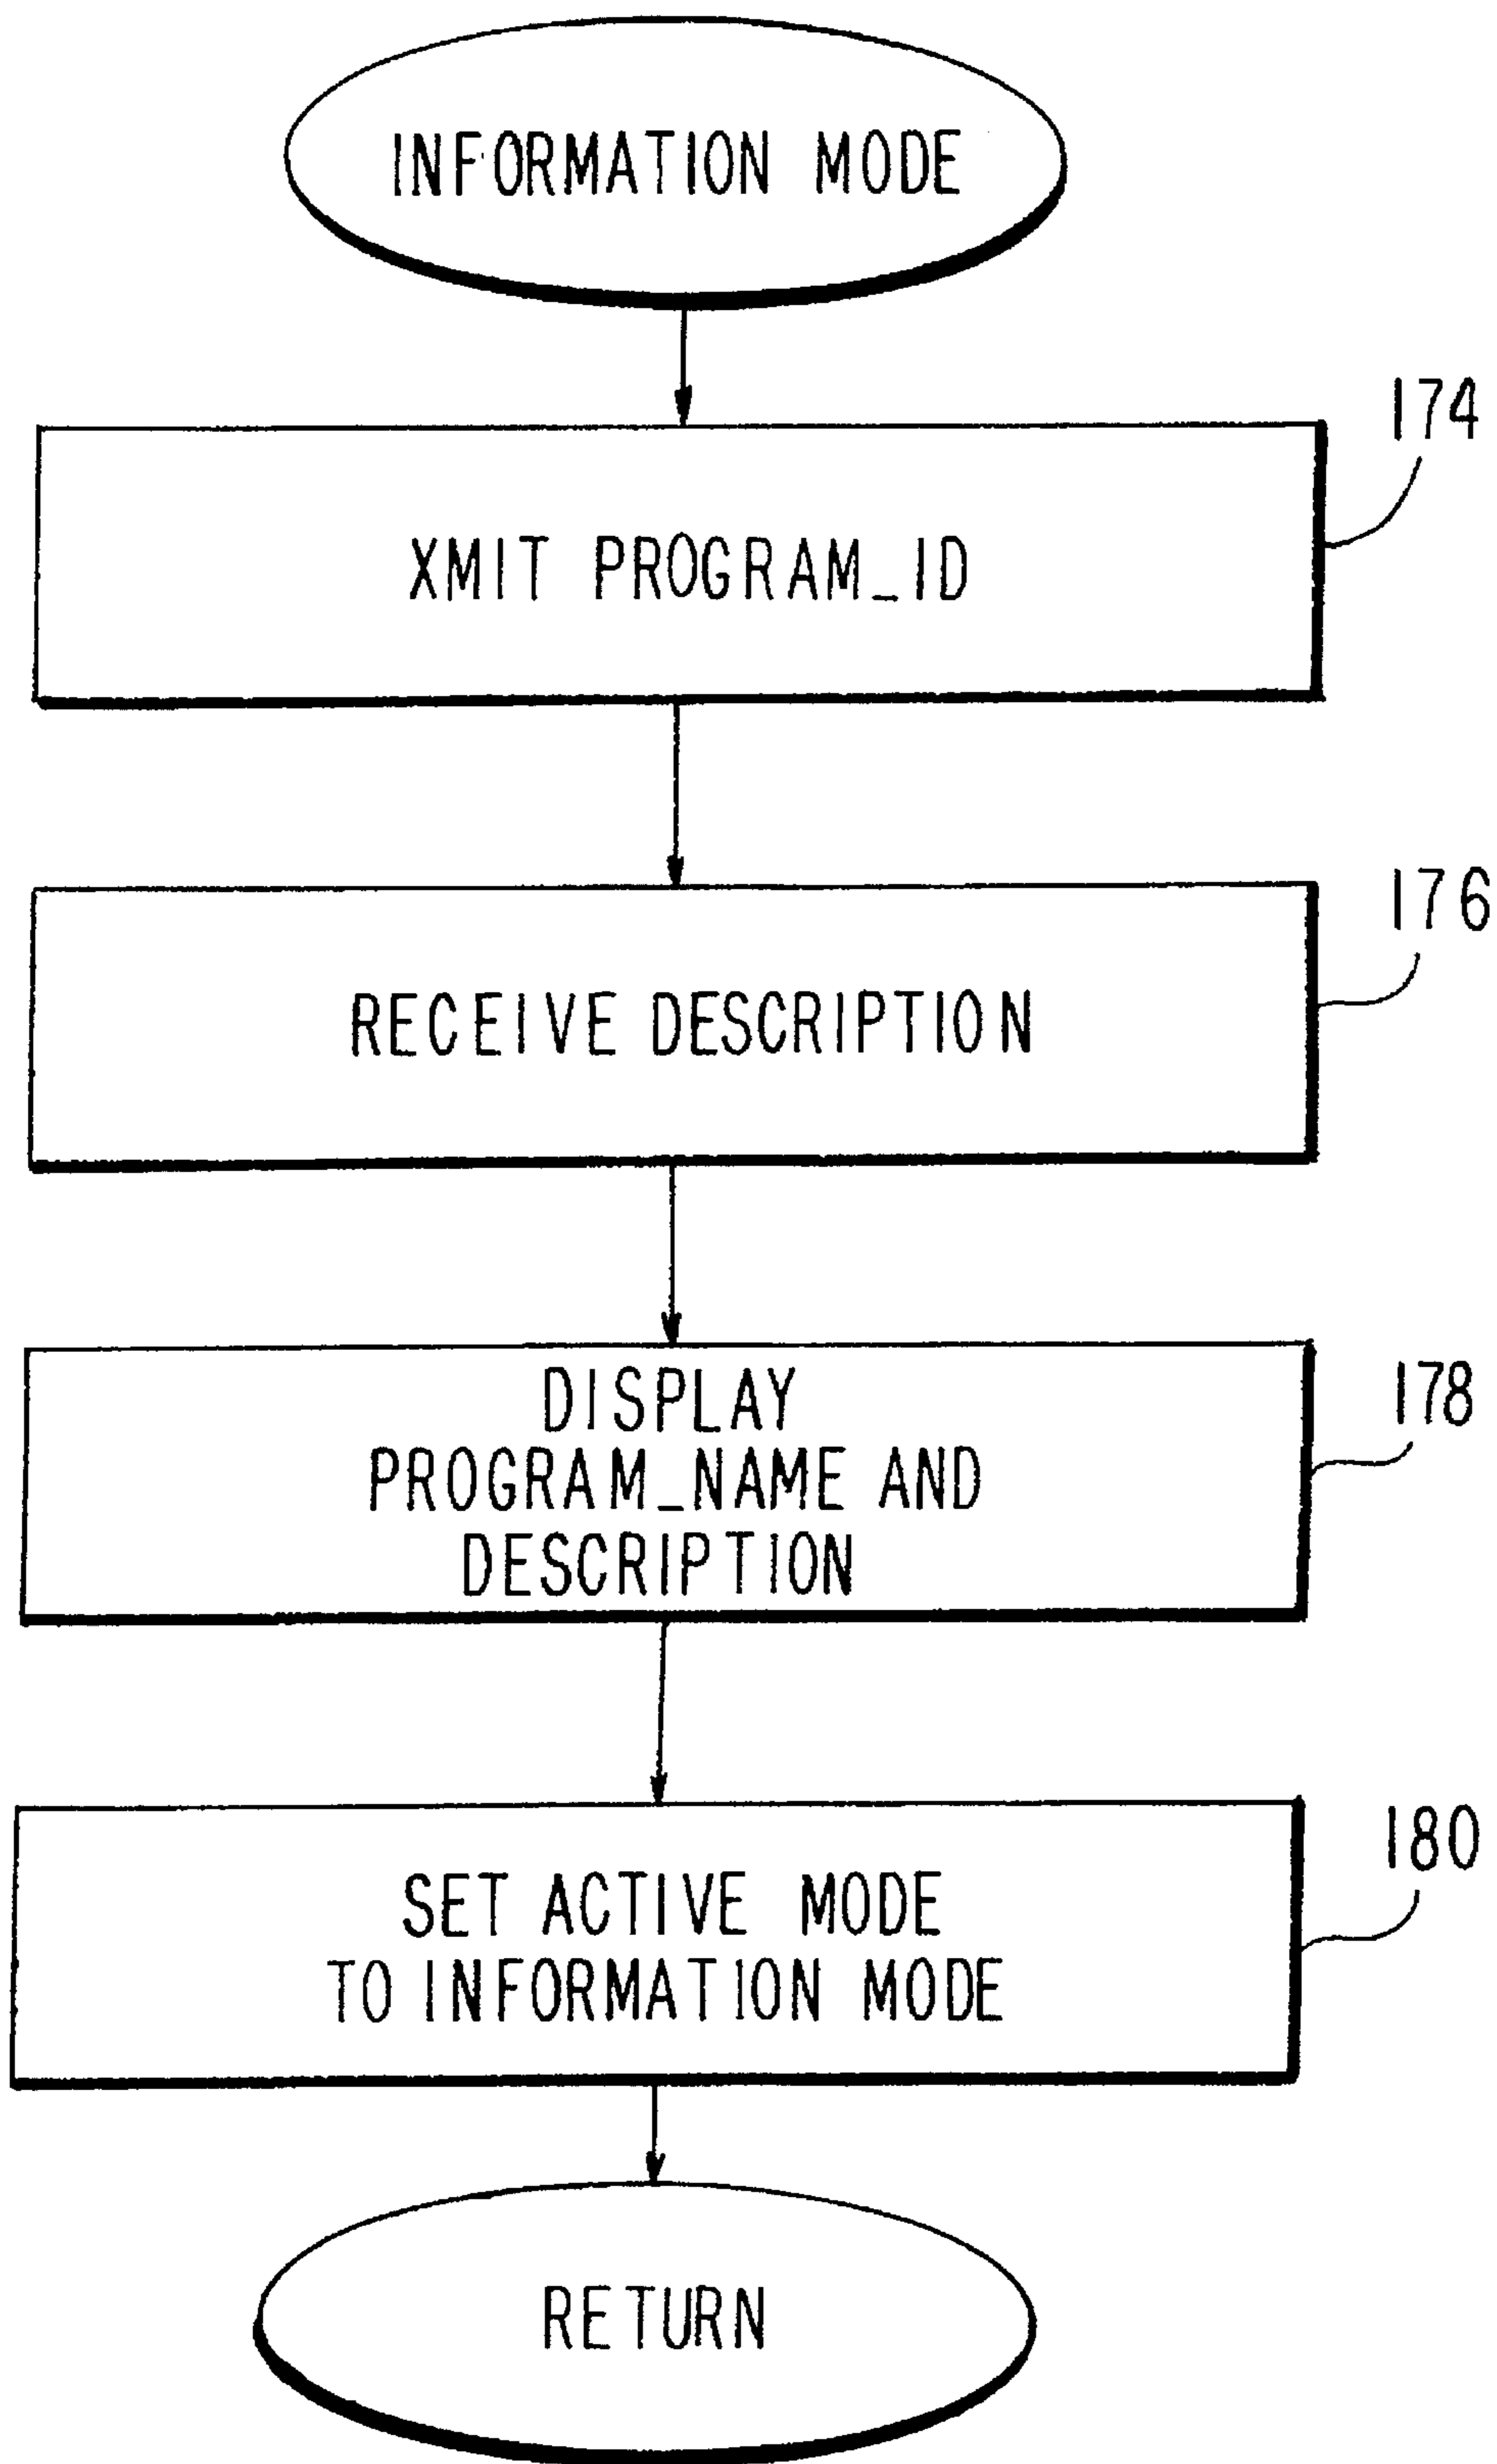 INFORMATION MODE
174
XMIT PROGRAM_ID
176
RECEIVE DESCRIPTION
178
DISPLAY
PROGRAM_NAME AND
DESCRIPTION
180
SET ACTIVE MODE
TO INFORMATION MODE
RETURN